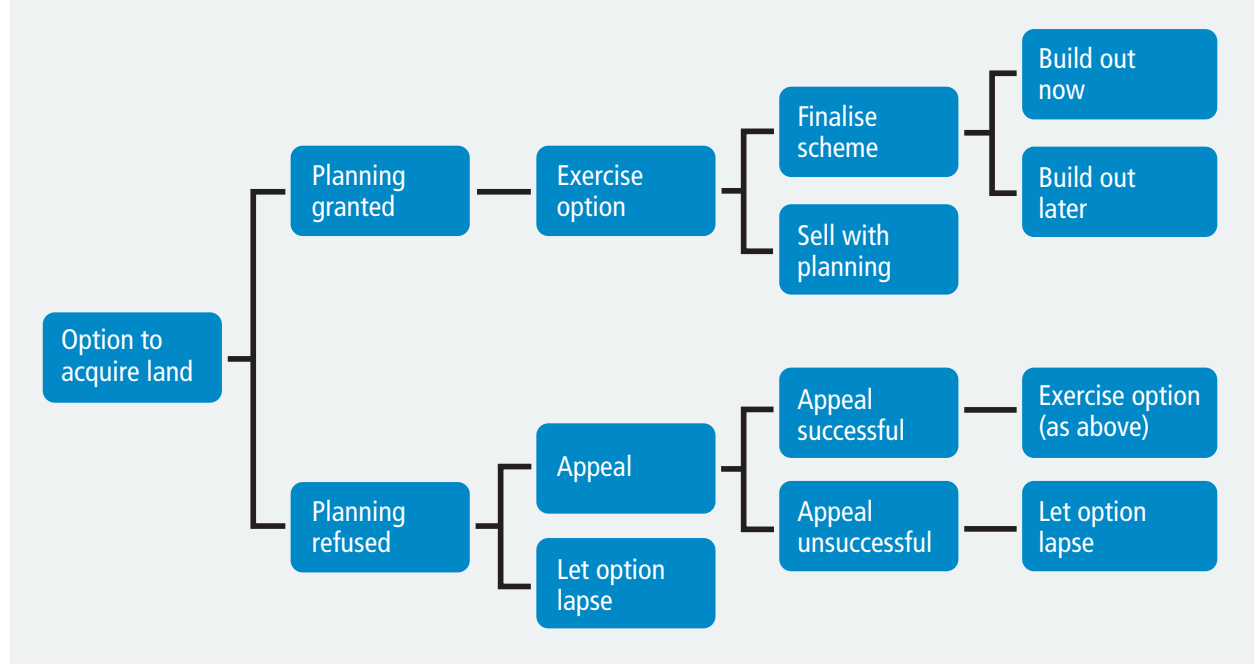 Build out
now
Finalise
scheme
Planning
granted
Exercise
option
Build out
later
Sell with
planning
Option to
acquire land
Appeal
successful
Exercise option
(as above)
Appeal
Planning
refused
Appeal
unsuccessful
Let option
lapse
Let option
lapse